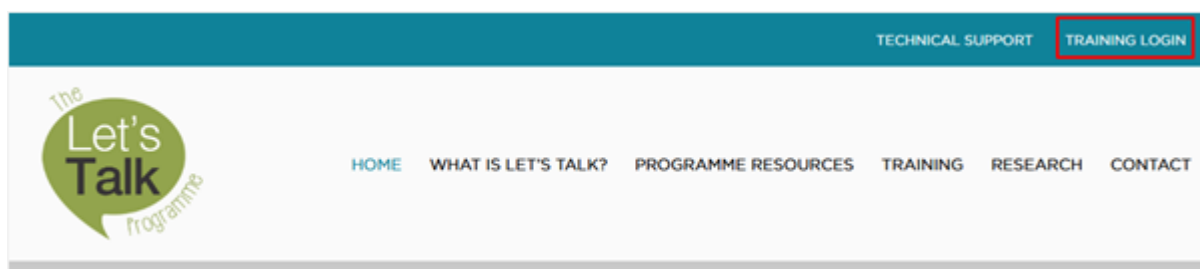 TECHNICAL SUPPORT TRAINING LOGIN
The
Let's
Talk
Programme
HOME WHAT IS LET'S TALK? PROGRAMME RESOURCES TRAINING RESEARCH CONTACT